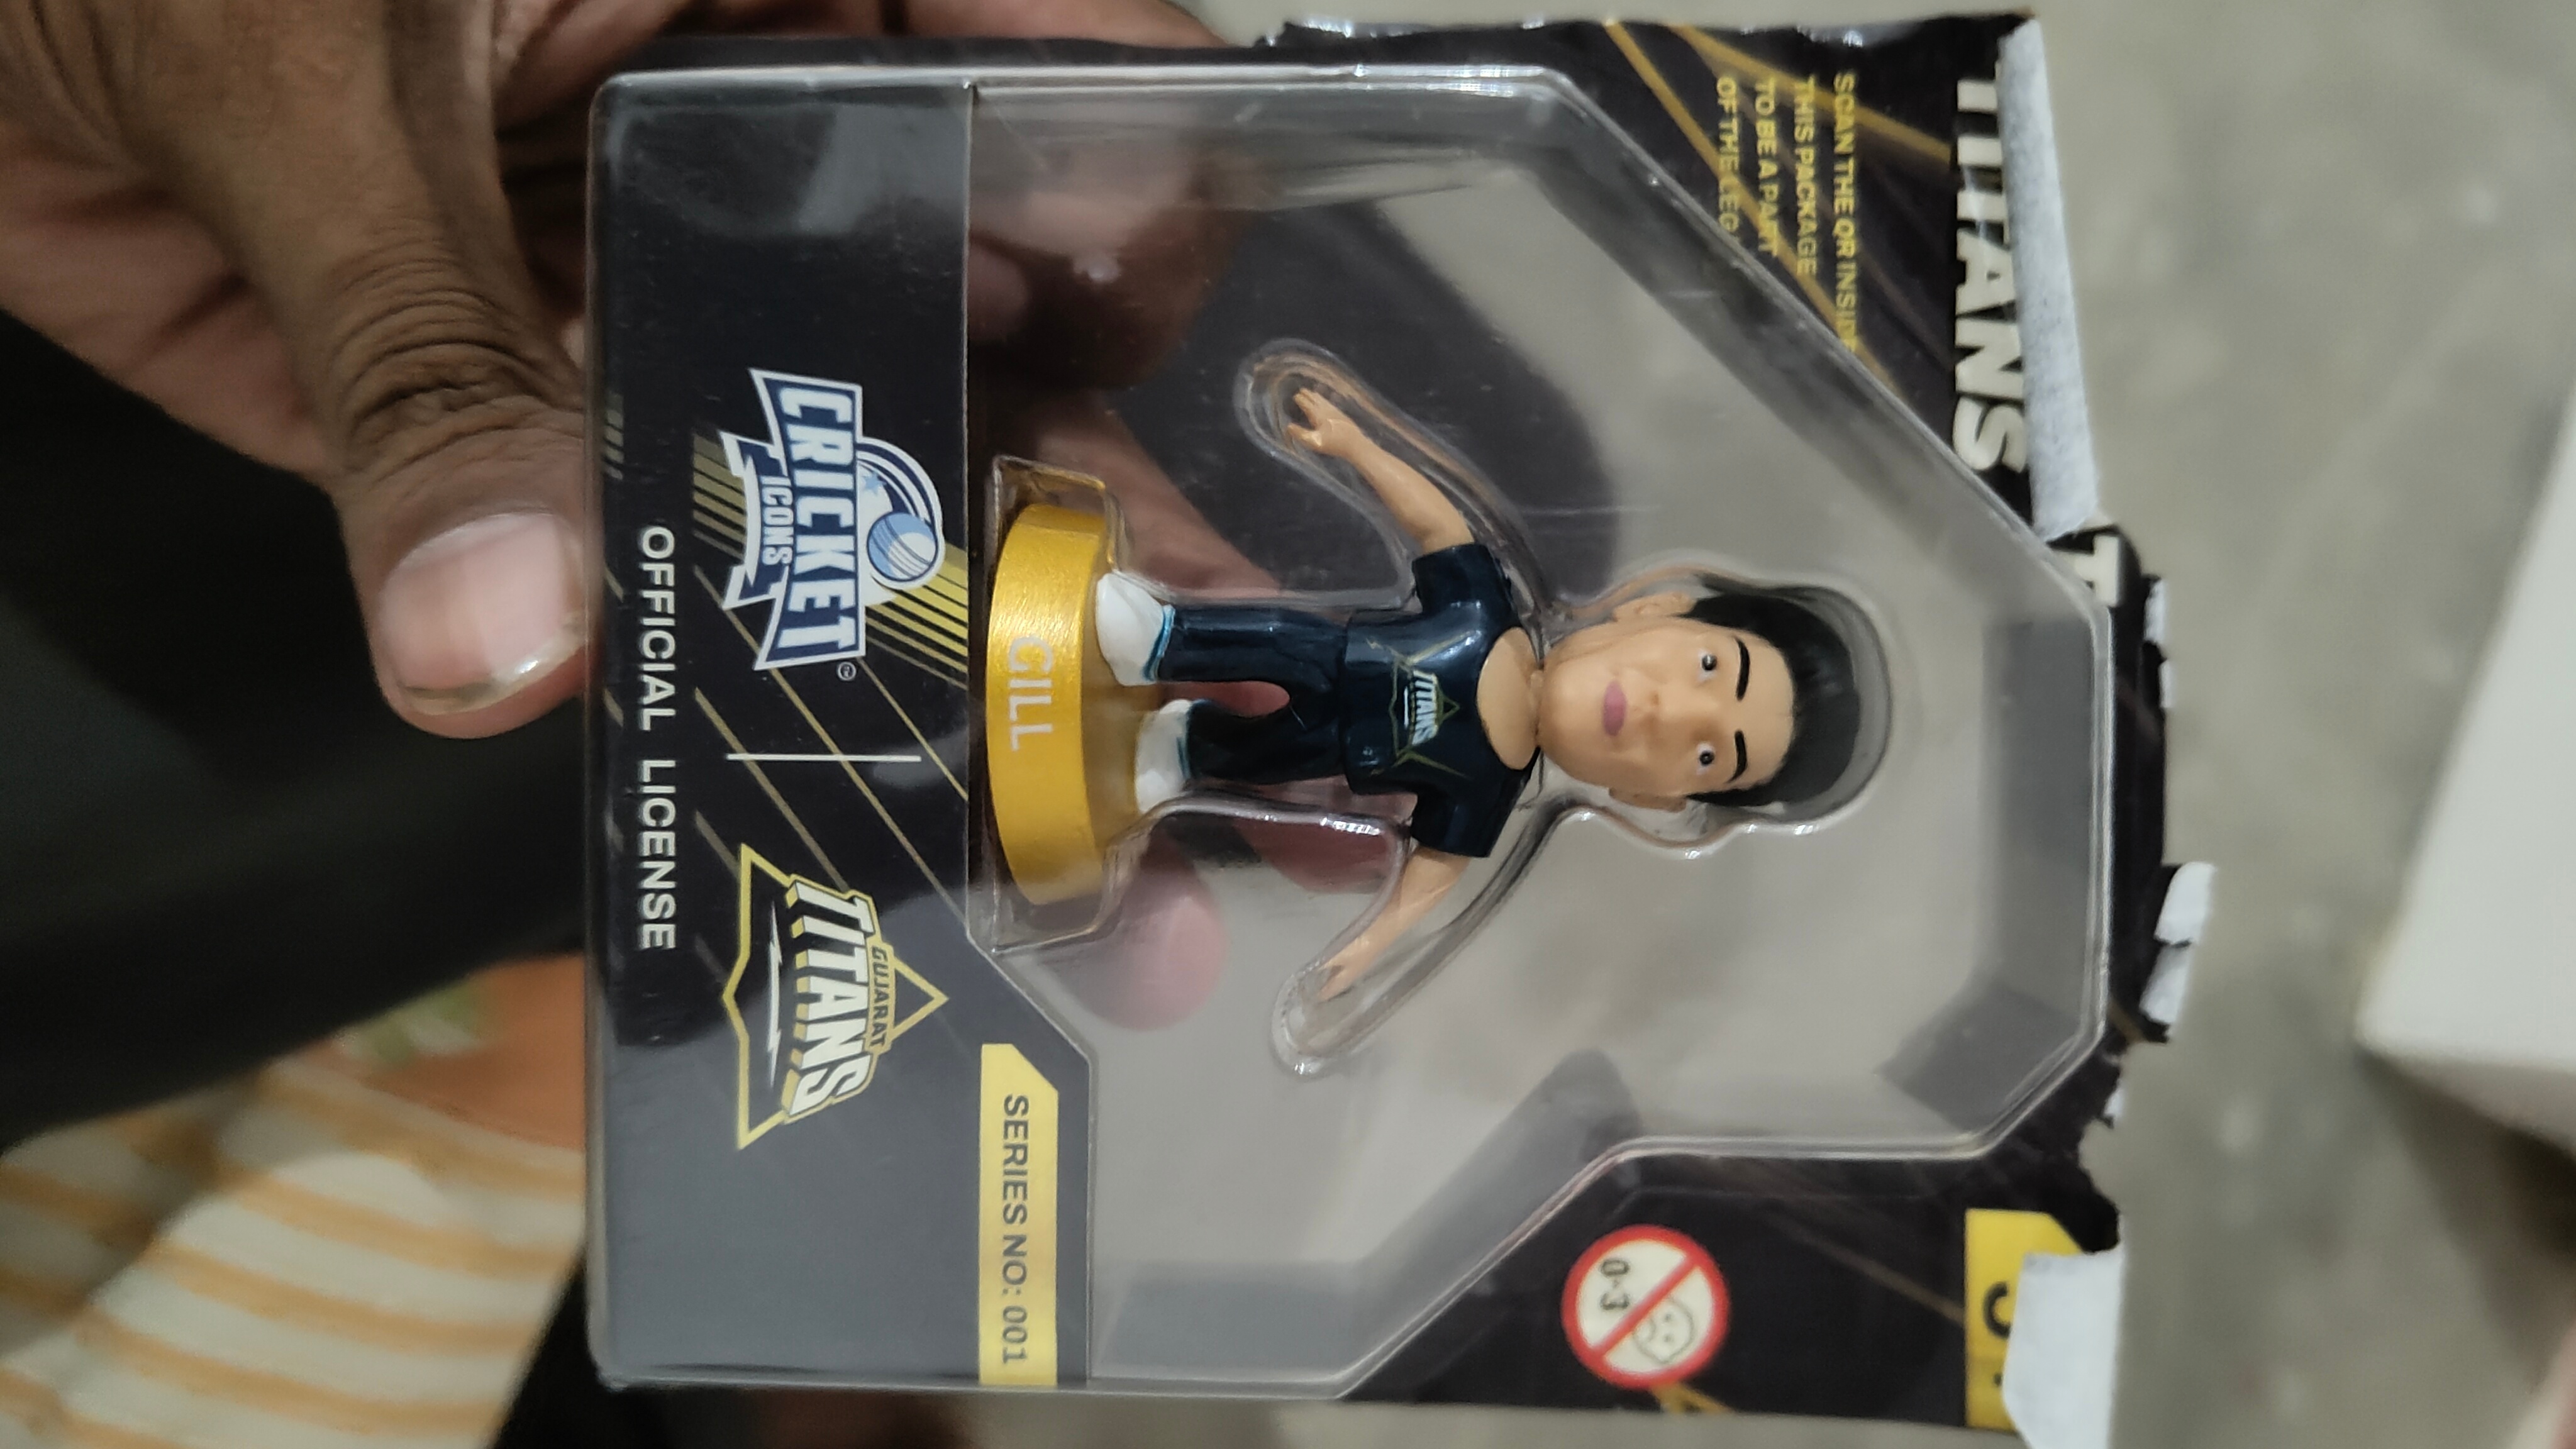 TITANS
SCAN THE QR INSIDE
THIS PACKAGE
TO BE A PART
OF THE LEG
TITANS
GILL
SERIES NO: 001
CRICKET
ICONS
TM
GUJARAT
TITANS
OFFICIAL LICENSE
0-3